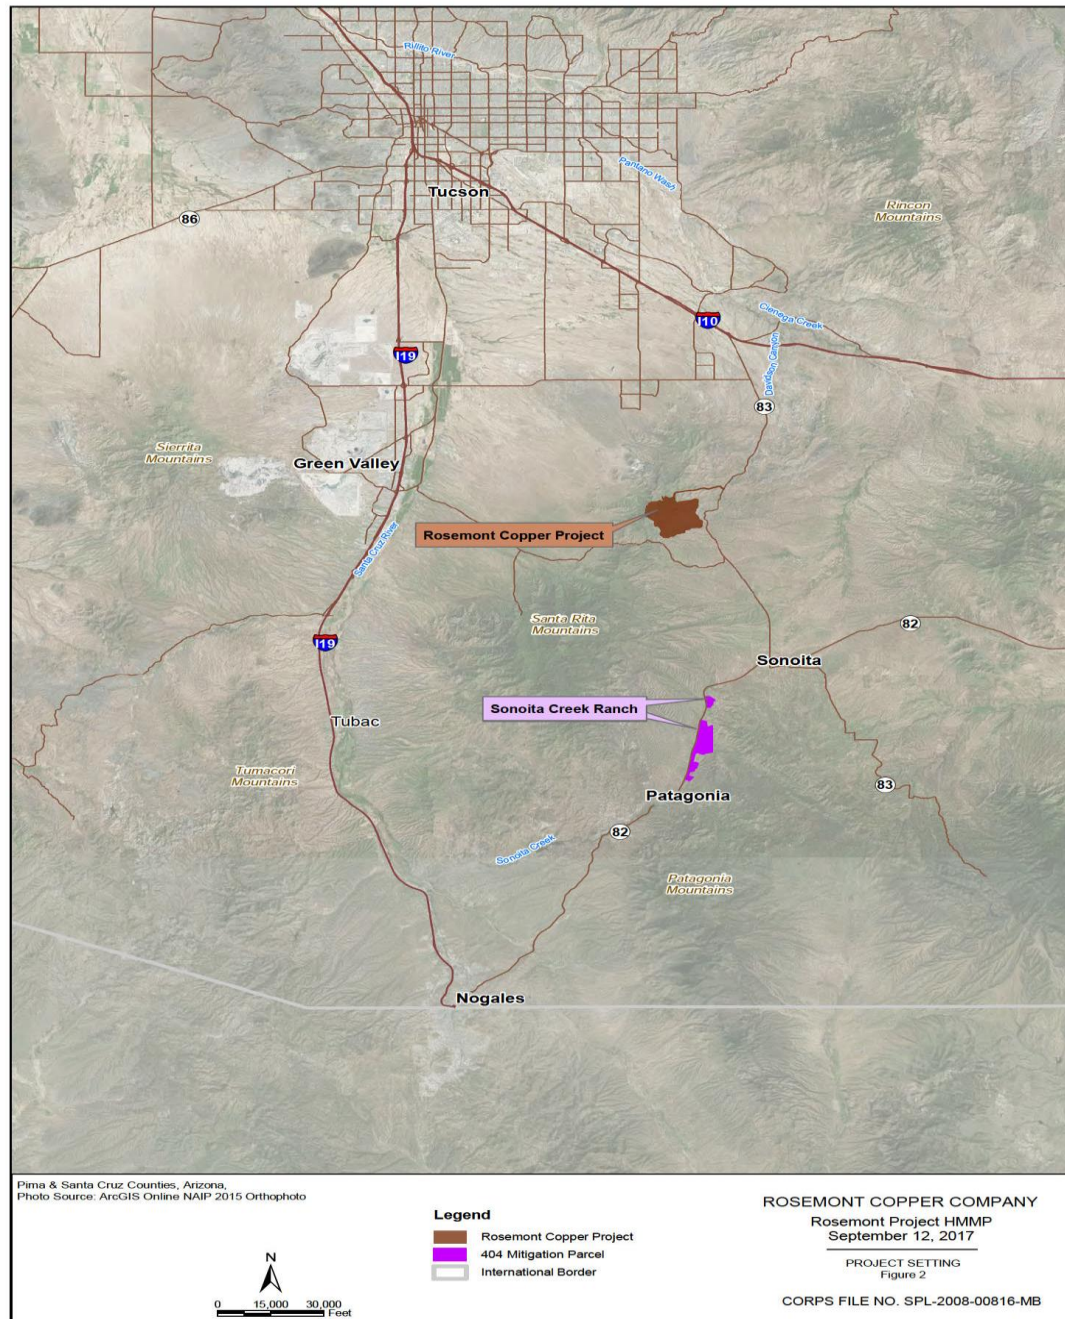 Rillito River
Pantano Wash
Tucson
86
Rincon
Mountains
I10
Cienega Creek
Davidson Canyon
I19
83
Sierrita
Mountains
Green Valley
Rosemont Copper Project
Santa Cruz River
Santa Rita
Mountains
82
I19
Sonoita
Sonoita Creek Ranch
Tubac
Tumacori
Mountains
83
Patagonia
82
Sonoita Creek
Patagonia
Mountains
Nogales
Pima & Santa Cruz Counties, Arizona,
Photo Source: ArcGIS Online NAIP 2015 Orthophoto
N
0 15,000 30,000
Feet
Legend
Rosemont Copper Project
404 Mitigation Parcel
International Border
ROSEMONT COPPER COMPANY
Rosemont Project HMMP
September 12, 2017
PROJECT SETTING
Figure 2
CORPS FILE NO. SPL-2008-00816-MB